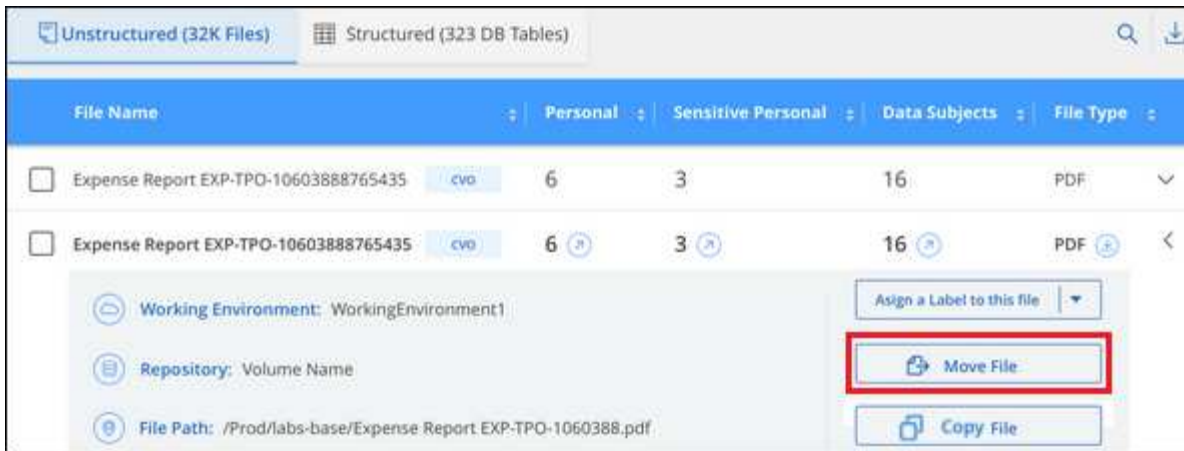 Unstructured (32K Files) Structured (323 DB Tables)
File Name Personal Sensitive Personal Data Subjects File Type
Expense Report EXP-TPO-10603888765435 CVO 6 3 16 PDF
Expense Report EXP-TPO-10603888765435 CVO 6 3 16 PDF
Working Environment: WorkingEnvironment1 Asign a Label to this file
Repository: Volume Name Move File
File Path: /Prod/labs-base/Expense Report EXP-TPO-1060388.pdf Copy File